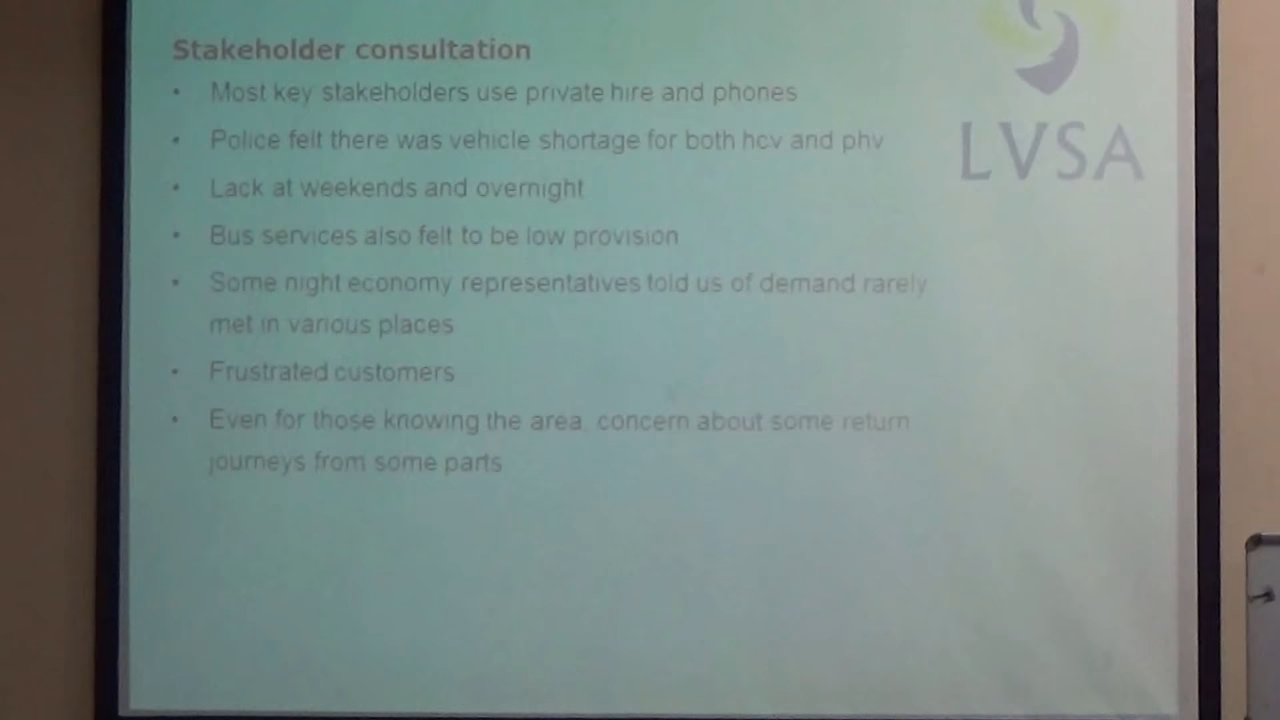 Stakeholder consultation
• Most key stakeholders use private hire and phones
• Police felt there was vehicle shortage for both hcv and phv
• Lack at weekends and overnight
• Bus services also felt to be low provision
• Some night economy representatives told us of demand rarely
met in various places
• Frustrated customers
• Even for those knowing the area, concern about some return
journeys from some parts
LVSA